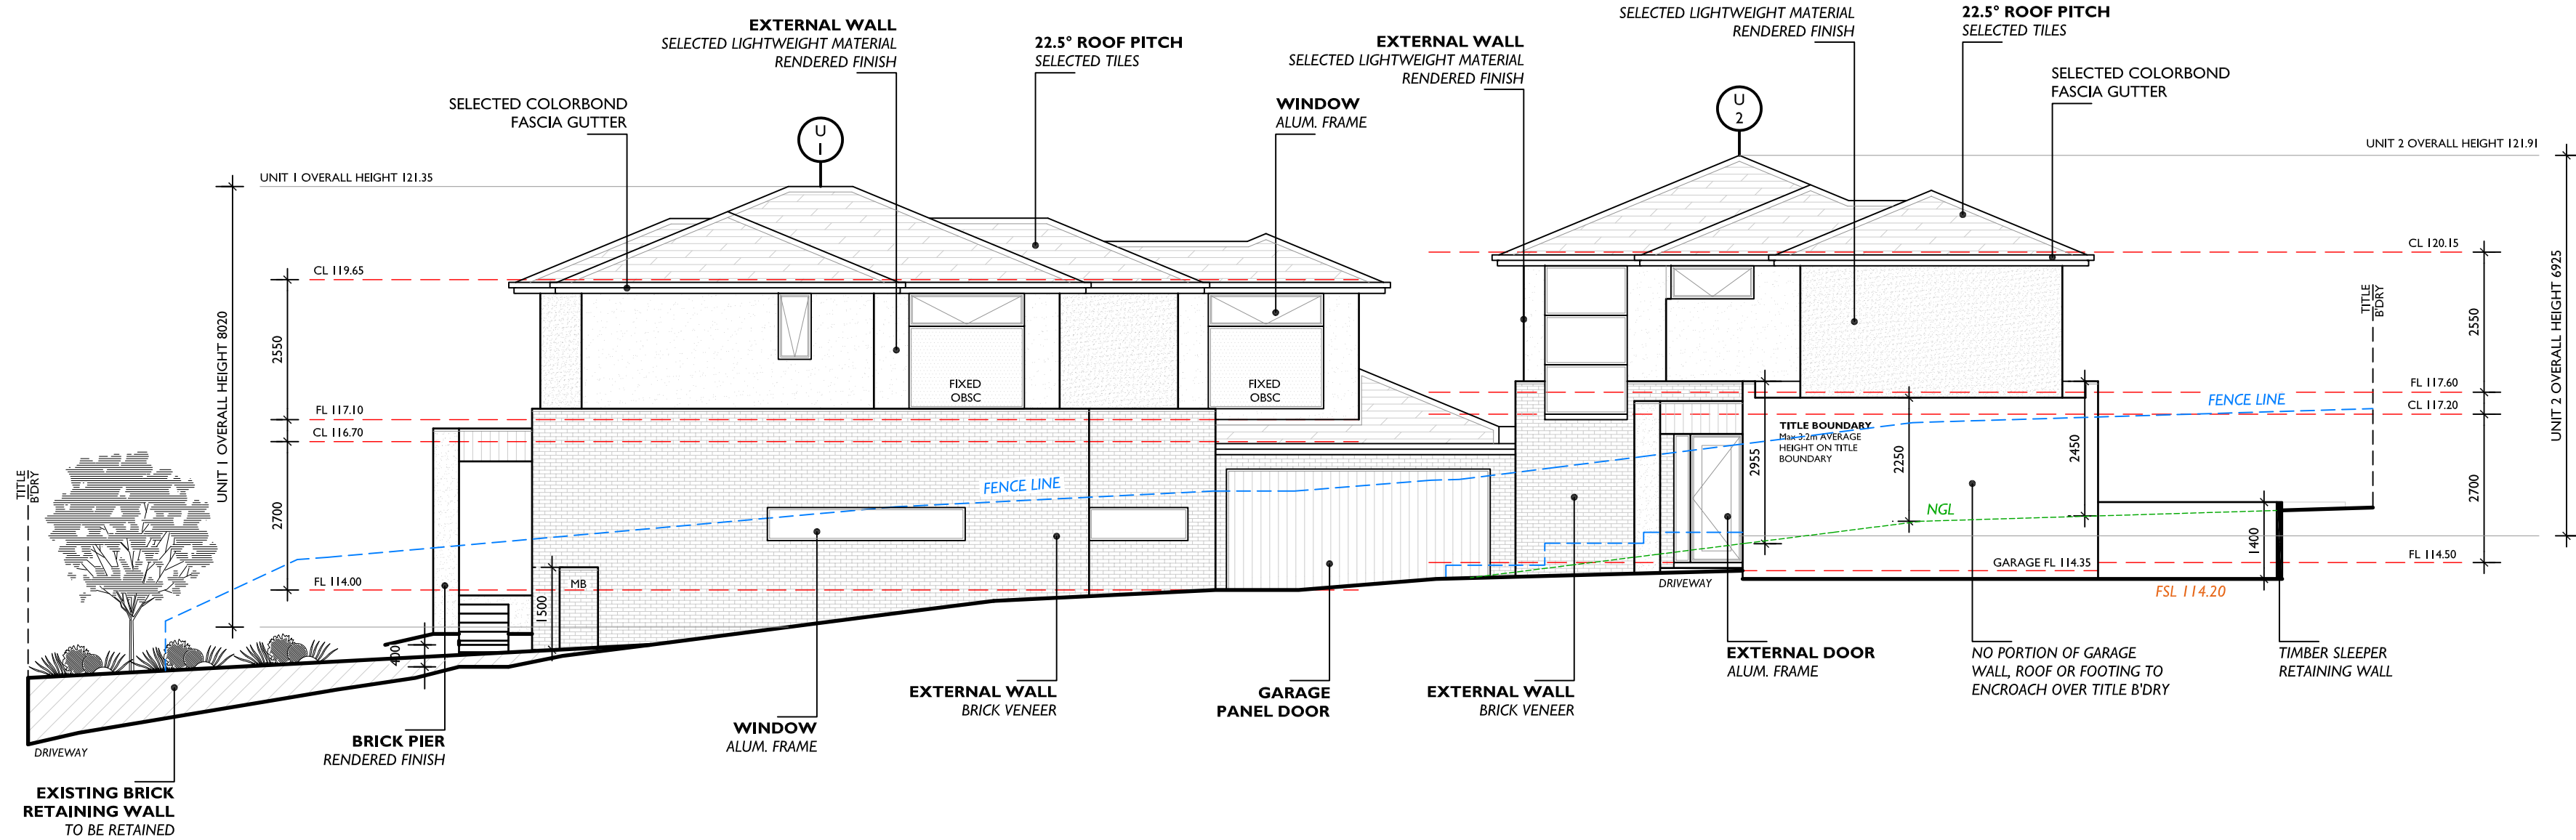 EXTERNAL WALL
SELECTED LIGHTWEIGHT MATERIAL
RENDERED FINISH
22.5° ROOF PITCH
SELECTED TILES
EXTERNAL WALL
SELECTED LIGHTWEIGHT MATERIAL
RENDERED FINISH
SELECTED LIGHTWEIGHT MATERIAL
RENDERED FINISH
22.5° ROOF PITCH
SELECTED TILES
SELECTED COLORBOND
FASCIA GUTTER
WINDOW
ALUM. FRAME
SELECTED COLORBOND
FASCIA GUTTER
U
1
U
2
UNIT 1 OVERALL HEIGHT 121.35
UNIT 2 OVERALL HEIGHT 121.91
CL 119.65
CL 120.15
UNIT 1 OVERALL HEIGHT 8020
UNIT 2 OVERALL HEIGHT 6925
2550
2550
TITLE
B'DRY
TITLE
B'DRY
FIXED
OBSC
FIXED
OBSC
FL 117.10
CL 116.70
FL 117.60
CL 117.20
FENCE LINE
FENCE LINE
TITLE BOUNDARY
Max 3.2m AVERAGE
HEIGHT ON TITLE
BOUNDARY
2955
2250
2450
2700
2700
NGL
1400
FL 114.00
MB
1500
400
GARAGE FL 114.35
FL 114.50
FSL 114.20
DRIVEWAY
DRIVEWAY
EXISTING BRICK
RETAINING WALL
TO BE RETAINED
BRICK PIER
RENDERED FINISH
WINDOW
ALUM. FRAME
EXTERNAL WALL
BRICK VENEER
GARAGE
PANEL DOOR
EXTERNAL WALL
BRICK VENEER
EXTERNAL DOOR
ALUM. FRAME
NO PORTION OF GARAGE
WALL, ROOF OR FOOTING TO
ENCROACH OVER TITLE B'DRY
TIMBER SLEEPER
RETAINING WALL